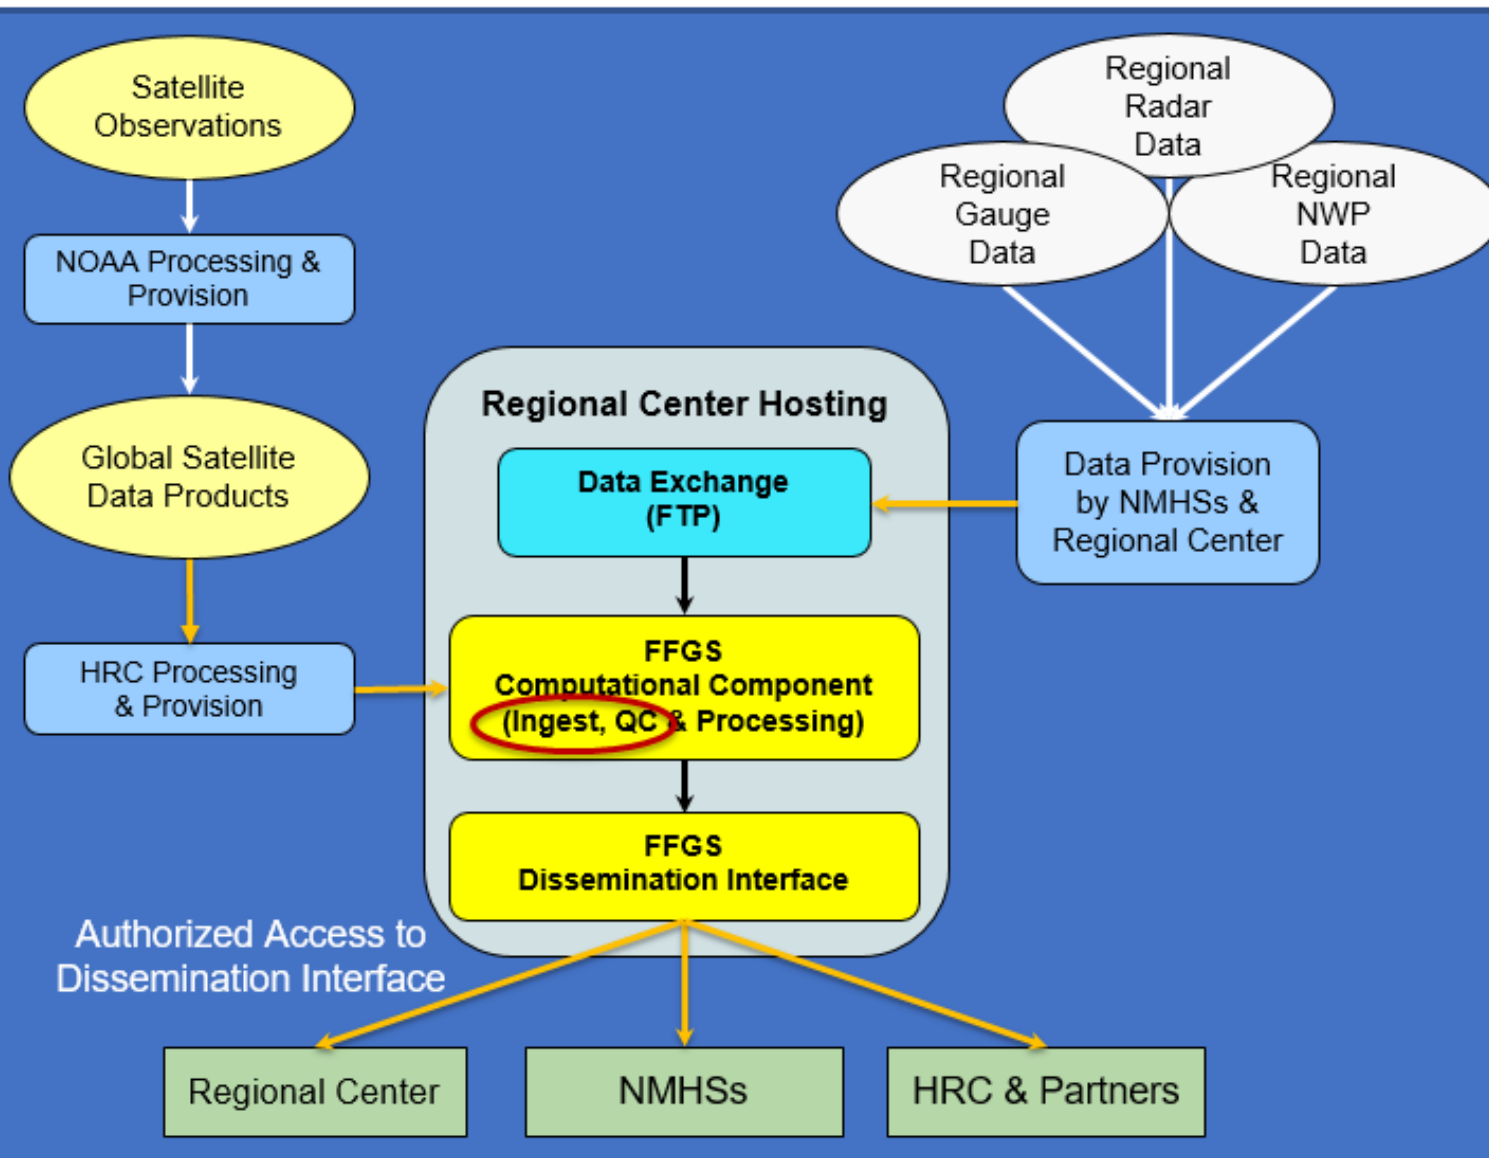 Satellite
Observations
NOAA Processing &
Provision
Global Satellite
Data Products
HRC Processing
& Provision
Regional
Radar
Data
Regional
Gauge
Data
Regional
NWP
Data
Data Provision
by NMHSs &
Regional Center
Regional Center Hosting
Data Exchange
(FTP)
FFGS
Computational Component
(Ingest, QC & Processing)
FFGS
Dissemination Interface
Authorized Access to
Dissemination Interface
Regional Center
NMHSs
HRC & Partners